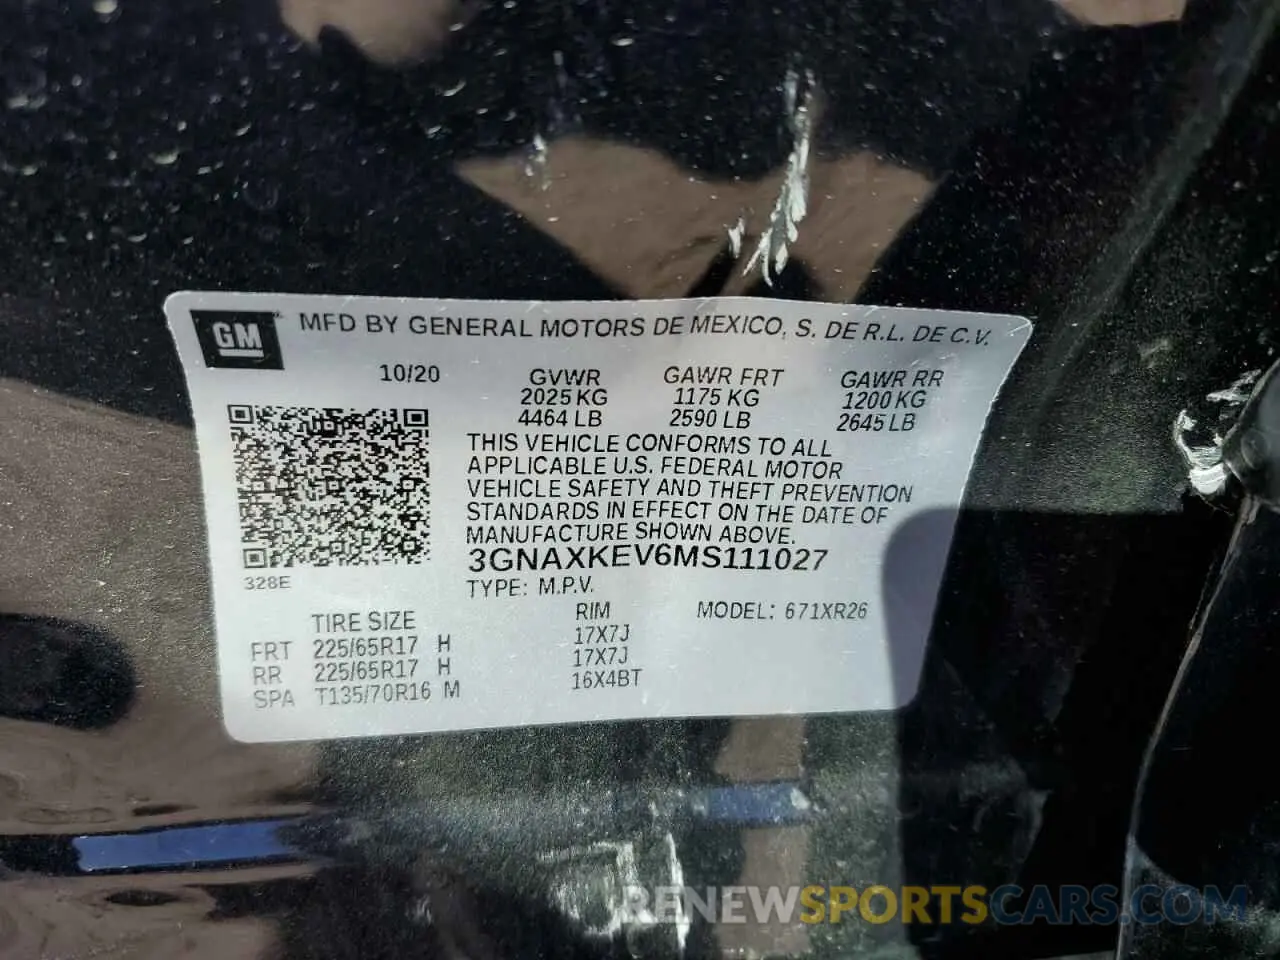 GM MFD BY GENERAL MOTORS DE MEXICO, S. DE R.L. DE C.V.
10/20 GVWR GAWR FRT GAWR RR
2025 KG 1175 KG 1200 KG
4464 LB 2590 LB 2645 LB
THIS VEHICLE CONFORMS TO ALL
APPLICABLE U.S. FEDERAL MOTOR
VEHICLE SAFETY AND THEFT PREVENTION
STANDARDS IN EFFECT ON THE DATE OF
MANUFACTURE SHOWN ABOVE.
3GNAXKEV6MS111027
328E TYPE: M.P.V.
TIRE SIZE RIM MODEL: 671XR26
FRT 225/65R17 H 17X7J
RR 225/65R17 H 17X7J
SPA T135/70R16 M 16X4BT
RENEWSPORTSCARS.COM